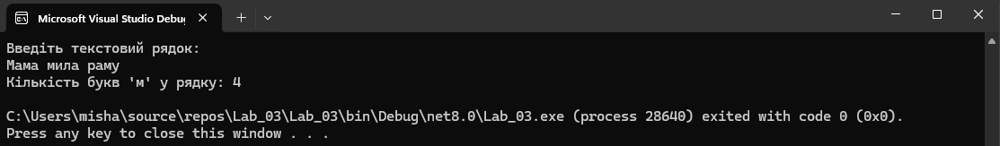 Microsoft Visual Studio Debug
Введіть текстовий рядок:
Мама мила раму
Кількість букв 'м' у рядку: 4
C:\Users\misha\source\repos\Lab_03\Lab_03\bin\Debug\net8.0\Lab_03.exe (process 28640) exited with code 0 (0x0).
Press any key to close this window . . .